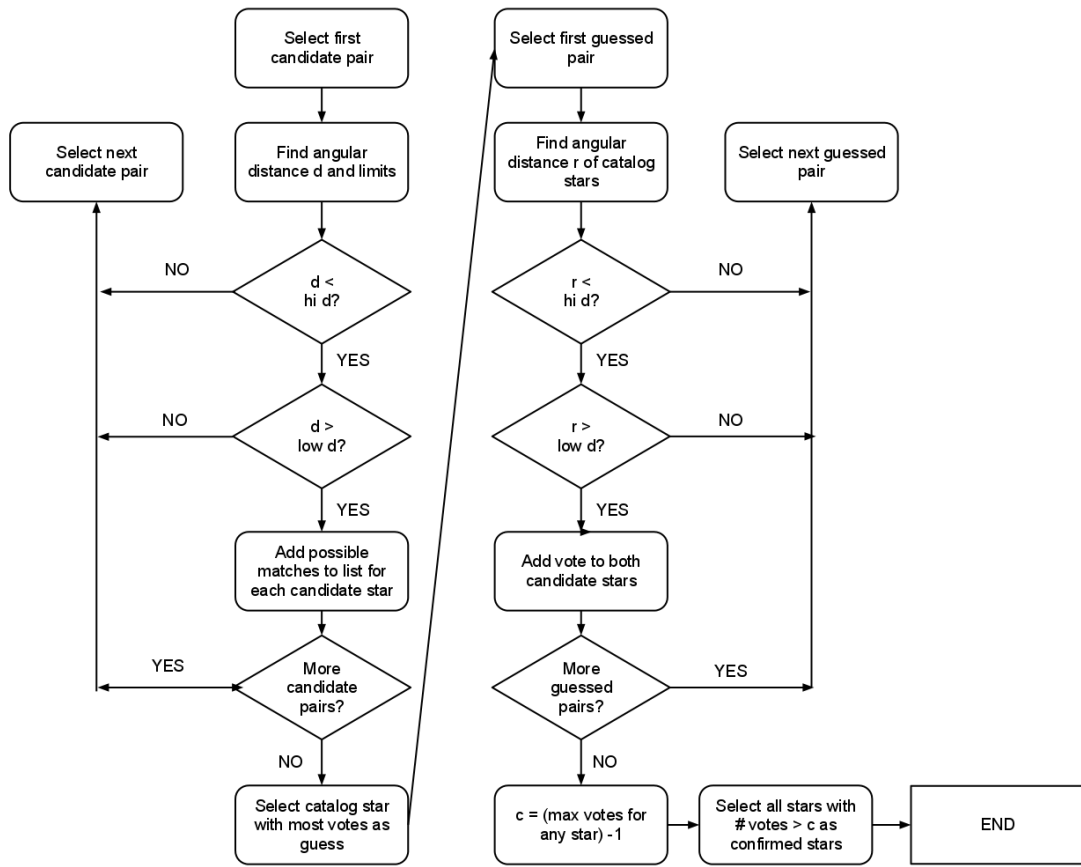 Select first
candidate pair
Select first guessed
pair
Select next
candidate pair
Find angular
distance d and limits
Find angular
distance r of catalog
stars
Select next guessed
pair
NO
d <
hi d?
r <
hi d?
NO
YES
YES
NO
d >
low d?
r >
low d?
NO
YES
YES
Add possible
matches to list for
each candidate star
Add vote to both
candidate stars
YES
More
candidate
pairs?
More
guessed
pairs?
YES
NO
NO
Select catalog star
with most votes as
guess
c = (max votes for
any star) -1
Select all stars with
# votes > c as
confirmed stars
END